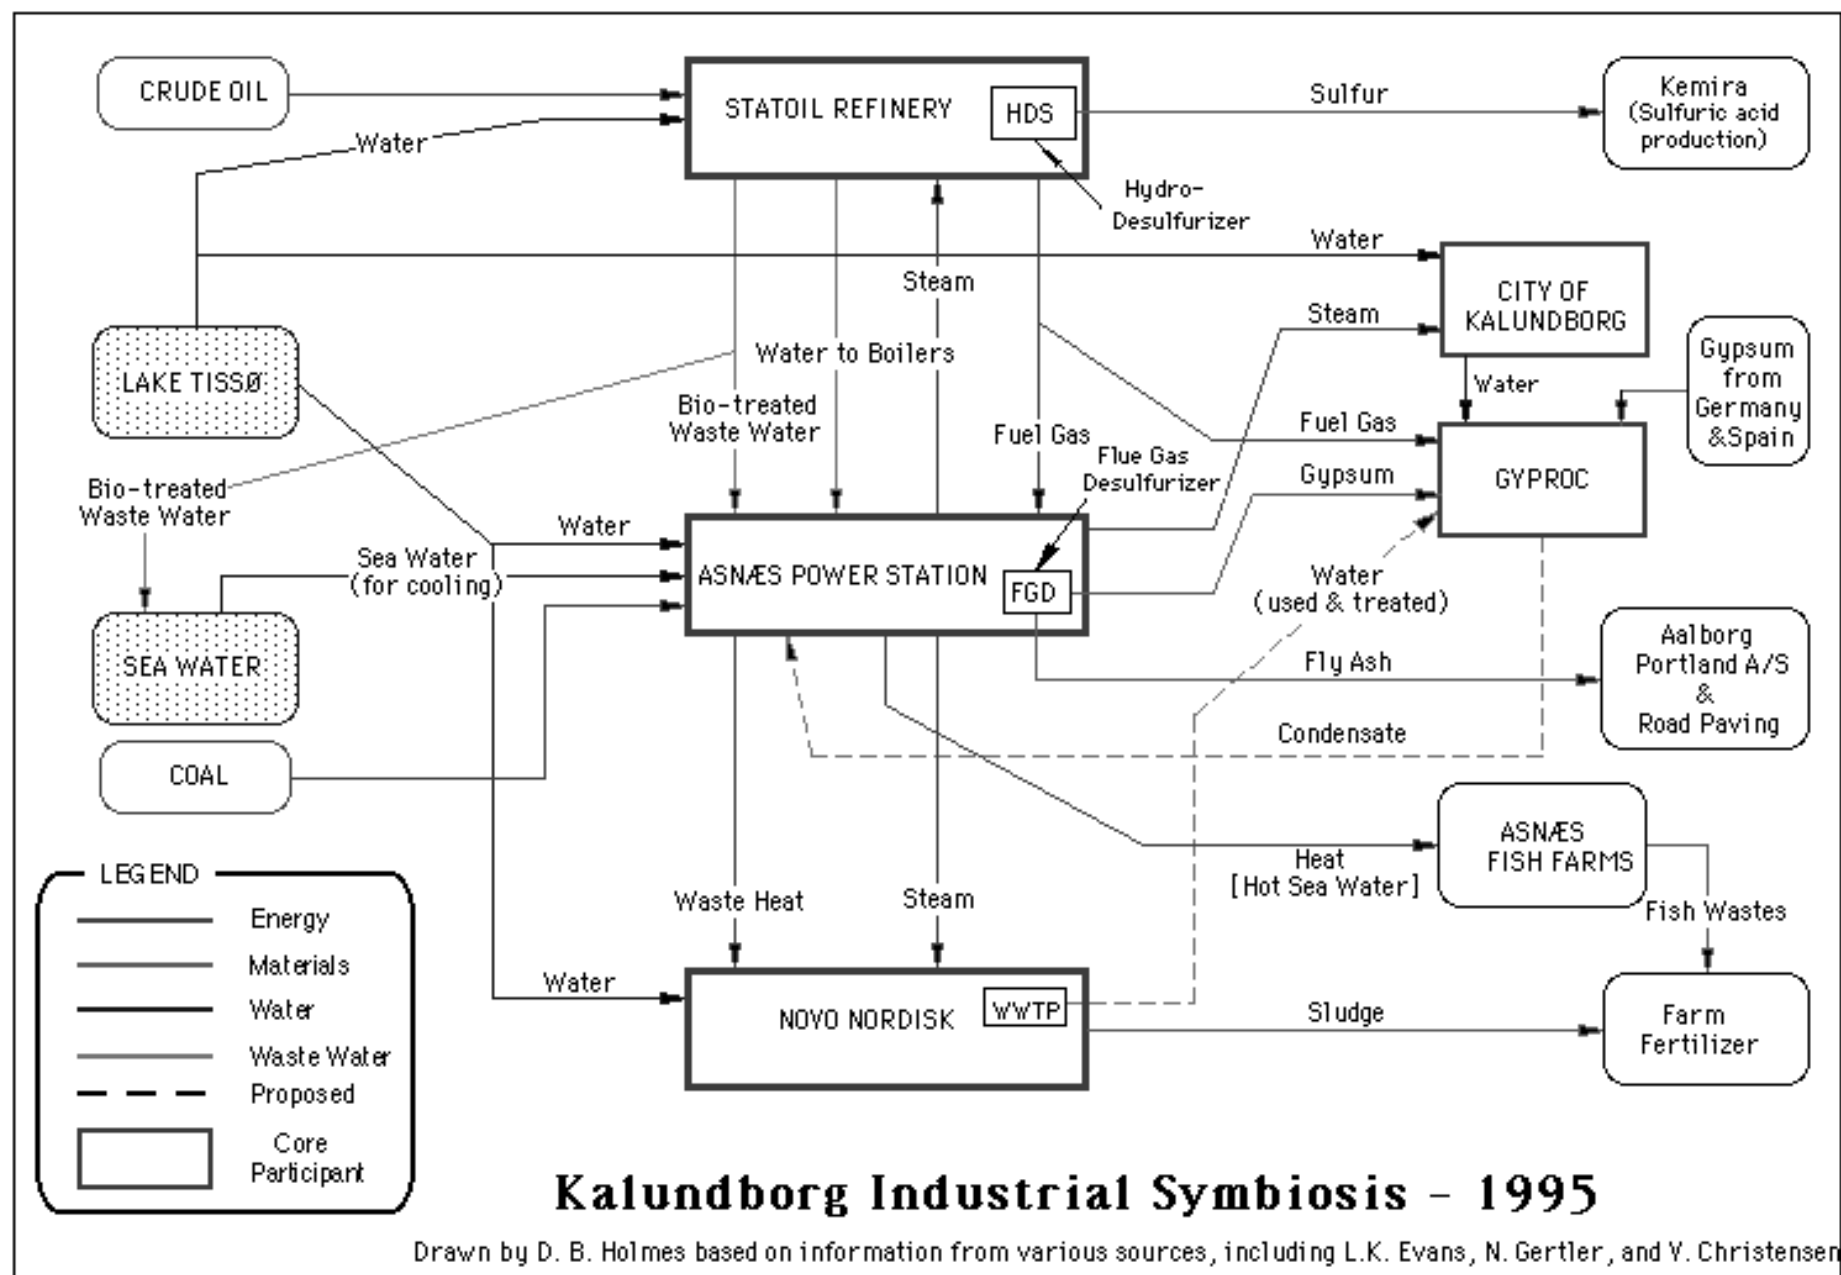 CRUDE OIL
STATOIL REFINERY
HDS
Sulfur
Kemira
(Sulfuric acid
production)
Water
Hydro-
Desulfurizer
Water
Steam
CITY OF
KALUNDBORG
Steam
Gypsum
from
Germany
&Spain
LAKE TISSØ
Water to Boilers
Water
Bio-treated
Waste Water
Fuel Gas
Fuel Gas
Flue Gas
Desulfurizer
Gypsum
GYPROC
Bio-treated
Waste Water
Water
Sea Water
(for cooling)
ASNÆS POWER STATION
FGD
Water
(used & treated)
SEA WATER
Fly Ash
Aalborg
Portland A/S
&
Road Paving
Condensate
COAL
ASNÆS
FISH FARMS
Heat
[Hot Sea Water]
Waste Heat
Steam
Fish Wastes
Water
NOVO NORDISK
WWTP
Sludge
Farm
Fertilizer
LEGEND
Energy
Materials
Water
Waste Water
Proposed
Core
Participant
Kalundborg Industrial Symbiosis - 1995
Drawn by D. B. Holmes based on information from various sources, including L.K. Evans, N. Gertler, and V. Christensen